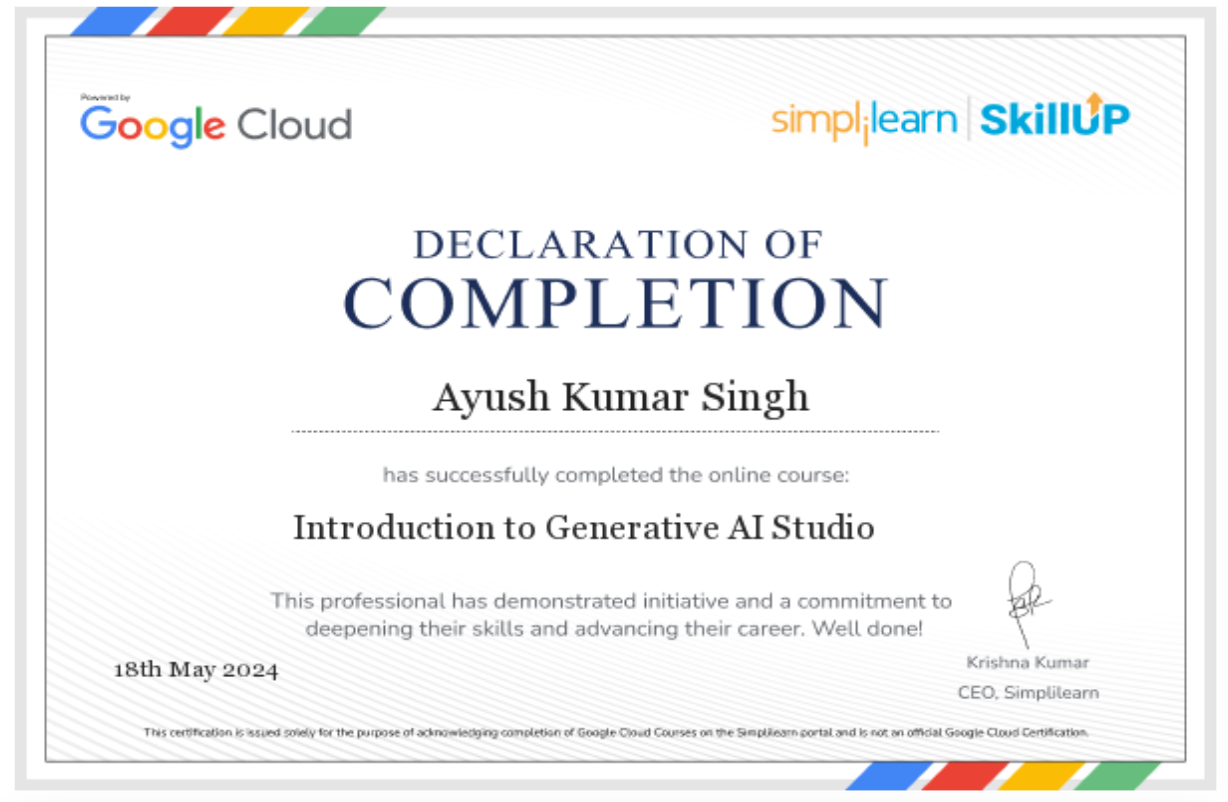 Powered by
Google Cloud
simplilearn | SkillUP
DECLARATION OF
COMPLETION
Ayush Kumar Singh
has successfully completed the online course:
Introduction to Generative AI Studio
This professional has demonstrated initiative and a commitment to
deepening their skills and advancing their career. Well done!
18th May 2024
Krishna Kumar
CEO, Simplilearn
This certification is issued solely for the purpose of acknowledging completion of Google Cloud Courses on the Simplilearn portal and is not an official Google Cloud Certification.